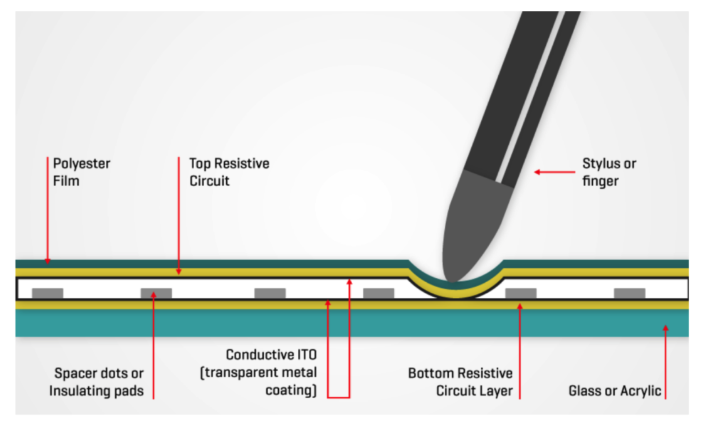 Polyester
Film
Top Resistive
Circuit
Stylus or
finger
Spacer dots or
Insulating pads
Conductive ITO
(transparent metal
coating)
Bottom Resistive
Circuit Layer
Glass or Acrylic